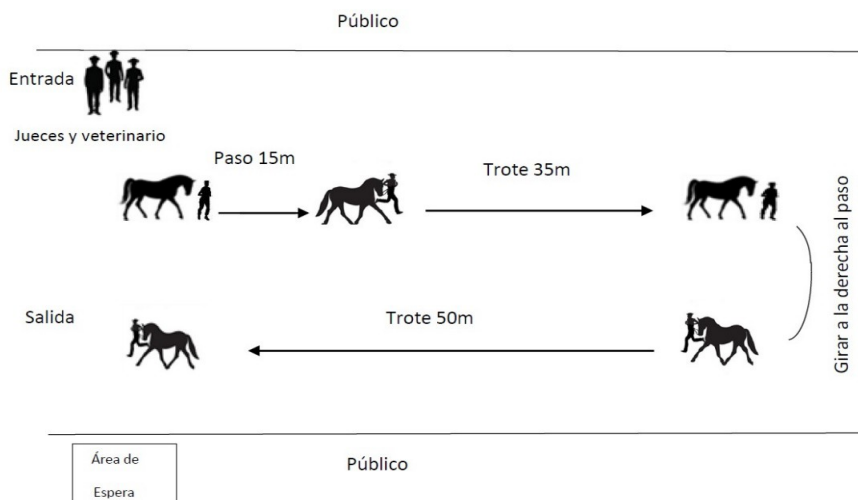 Público
Entrada
Jueces y veterinario
Paso 15m
Trote 35m
Girar a la derecha al paso
Salida
Trote 50m
Área de
Espera
Público